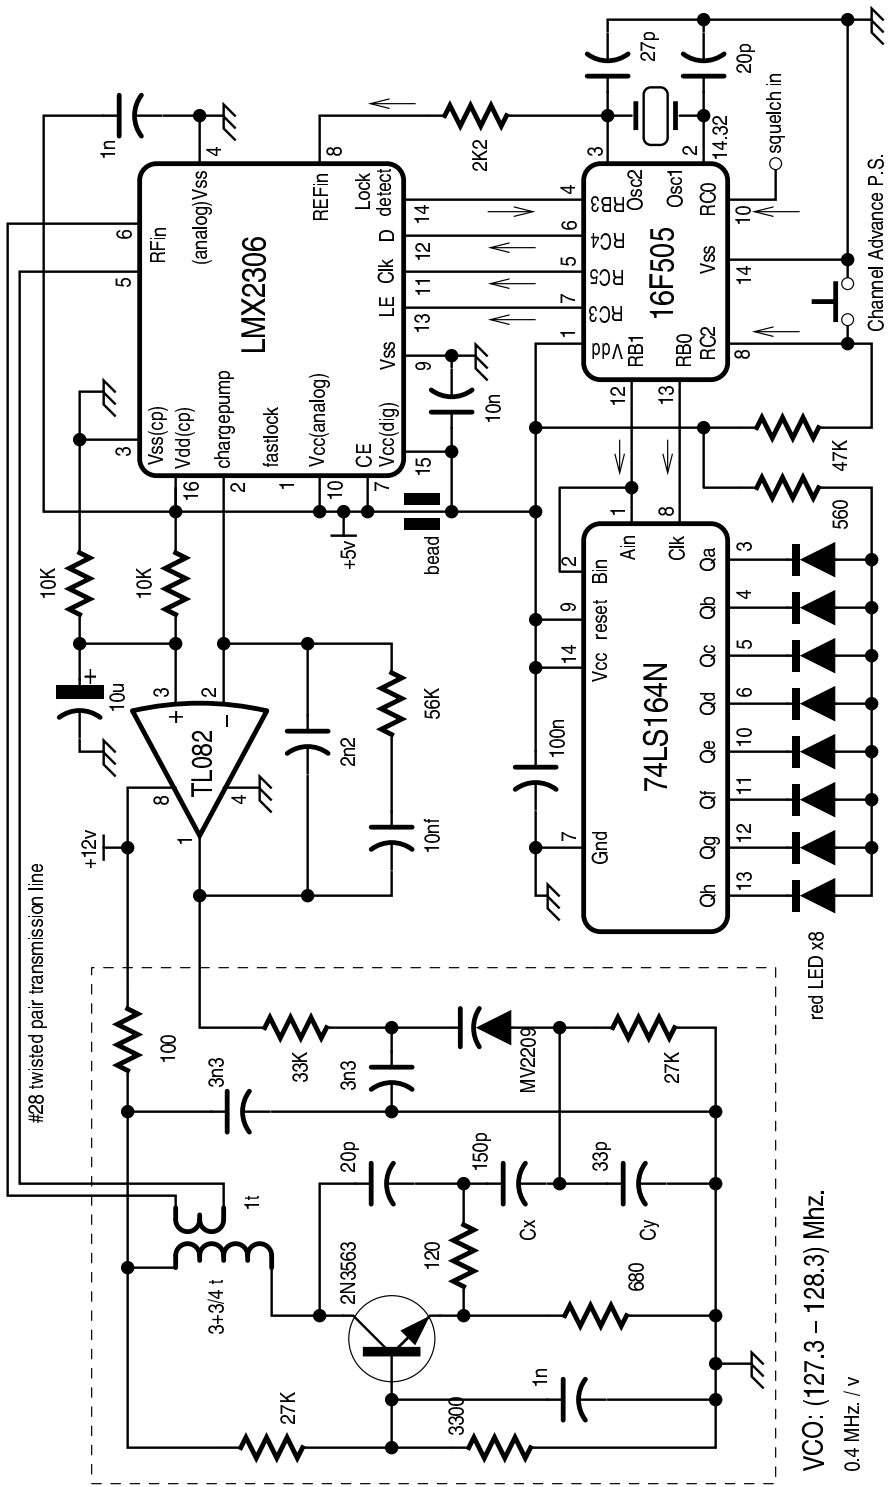 #28 twisted pair transmission line
+12v
100
3n3
33K
3n3
MV2209
27K
20p
150p
Cx
33p
Cy
1t
3+3/4 t
2N3563
120
680
27K
3300
1n
VCO: (127.3 – 128.3) Mhz.
0.4 MHz. / v
TL082
+
–
3
2
8
4
1
10u
+
10K
10K
2n2
56K
10nf
LMX2306
RFin
6
5
(analog)Vss
4
1n
REFin
8
Lock
detect
14
D
12
Clk
11
LE
13
Vss
9
Vcc(dig)
15
CE
7
Vcc(analog)
10
fastlock
1
chargepump
2
Vdd(cp)
16
Vss(cp)
3
+5v
bead
10n
2K2
27p
20p
14.32
16F505
Osc2
3
Osc1
2
RB3
4
RC4
6
RC5
5
RC3
7
Vdd
1
RB1
12
RB0
13
RC0
10
Vss
14
RC2
8
squelch in
Channel Advance P.S.
47K
560
100n
74LS164N
Ain
1
Bin
2
Clk
8
reset
9
Vcc
14
Gnd
7
Qa
3
Qb
4
Qc
5
Qd
6
Qe
10
Qf
11
Qg
12
Qh
13
red LED x8